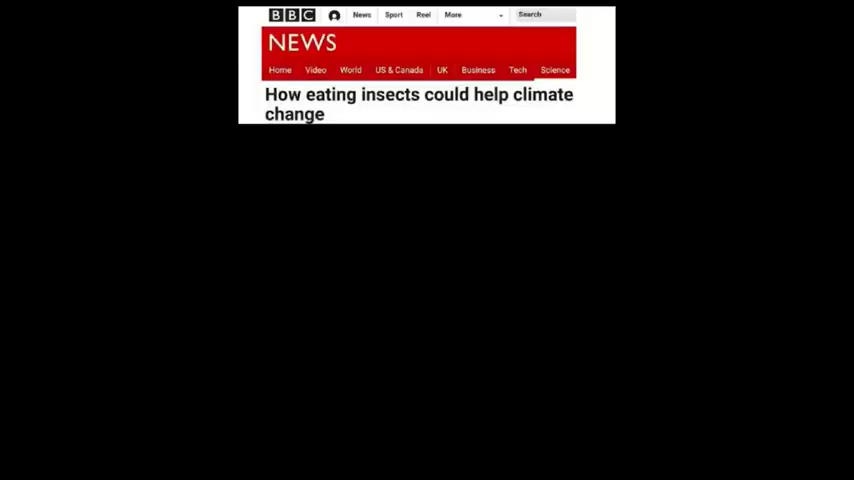 BBC News Sport Reel More Search
NEWS
Home Video World US & Canada UK Business Tech Science
How eating insects could help climate
change